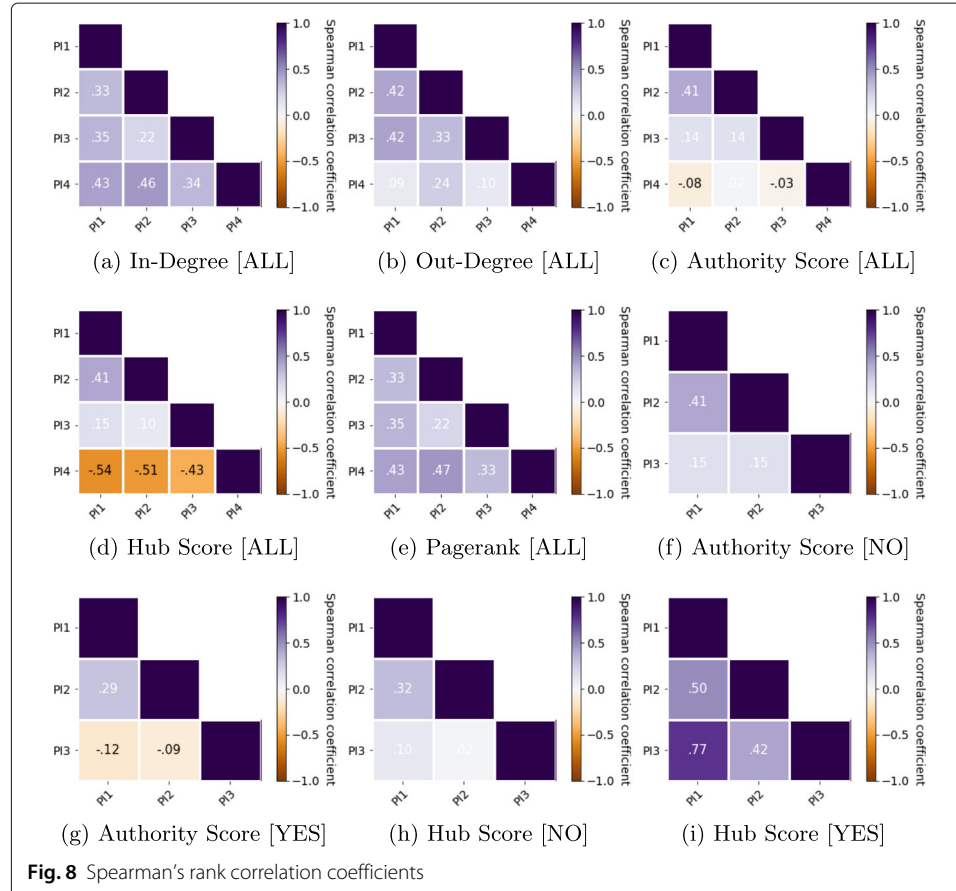 PI1
PI2
.33
PI3
.35 .22
PI4
.43 .46 .34
PI1 PI2 PI3 PI4
1.0
0.5
0.0
−0.5
−1.0
Spearman correlation coefficient
(a) In-Degree [ALL]
PI1
PI2
.42
PI3
.42 .33
PI4
.09 .24 .10
PI1 PI2 PI3 PI4
1.0
0.5
0.0
−0.5
−1.0
Spearman correlation coefficient
(b) Out-Degree [ALL]
PI1
PI2
.41
PI3
.14 .14
PI4
-.08 .02 -.03
PI1 PI2 PI3 PI4
1.0
0.5
0.0
−0.5
−1.0
Spearman correlation coefficient
(c) Authority Score [ALL]
PI1
PI2
.41
PI3
.15 .10
PI4
-.54 -.51 -.43
PI1 PI2 PI3 PI4
1.0
0.5
0.0
−0.5
−1.0
Spearman correlation coefficient
(d) Hub Score [ALL]
PI1
PI2
.33
PI3
.35 .22
PI4
.43 .47 .33
PI1 PI2 PI3 PI4
1.0
0.5
0.0
−0.5
−1.0
Spearman correlation coefficient
(e) Pagerank [ALL]
PI1
PI2
.41
PI3
.15 .15
PI1 PI2 PI3
1.0
0.5
0.0
−0.5
−1.0
Spearman correlation coefficient
(f) Authority Score [NO]
PI1
PI2
.29
PI3
-.12 -.09
PI1 PI2 PI3
1.0
0.5
0.0
−0.5
−1.0
Spearman correlation coefficient
(g) Authority Score [YES]
PI1
PI2
.32
PI3
.10 .02
PI1 PI2 PI3
1.0
0.5
0.0
−0.5
−1.0
Spearman correlation coefficient
(h) Hub Score [NO]
PI1
PI2
.50
PI3
.77 .42
PI1 PI2 PI3
1.0
0.5
0.0
−0.5
−1.0
Spearman correlation coefficient
(i) Hub Score [YES]
Fig. 8 Spearman's rank correlation coefficients